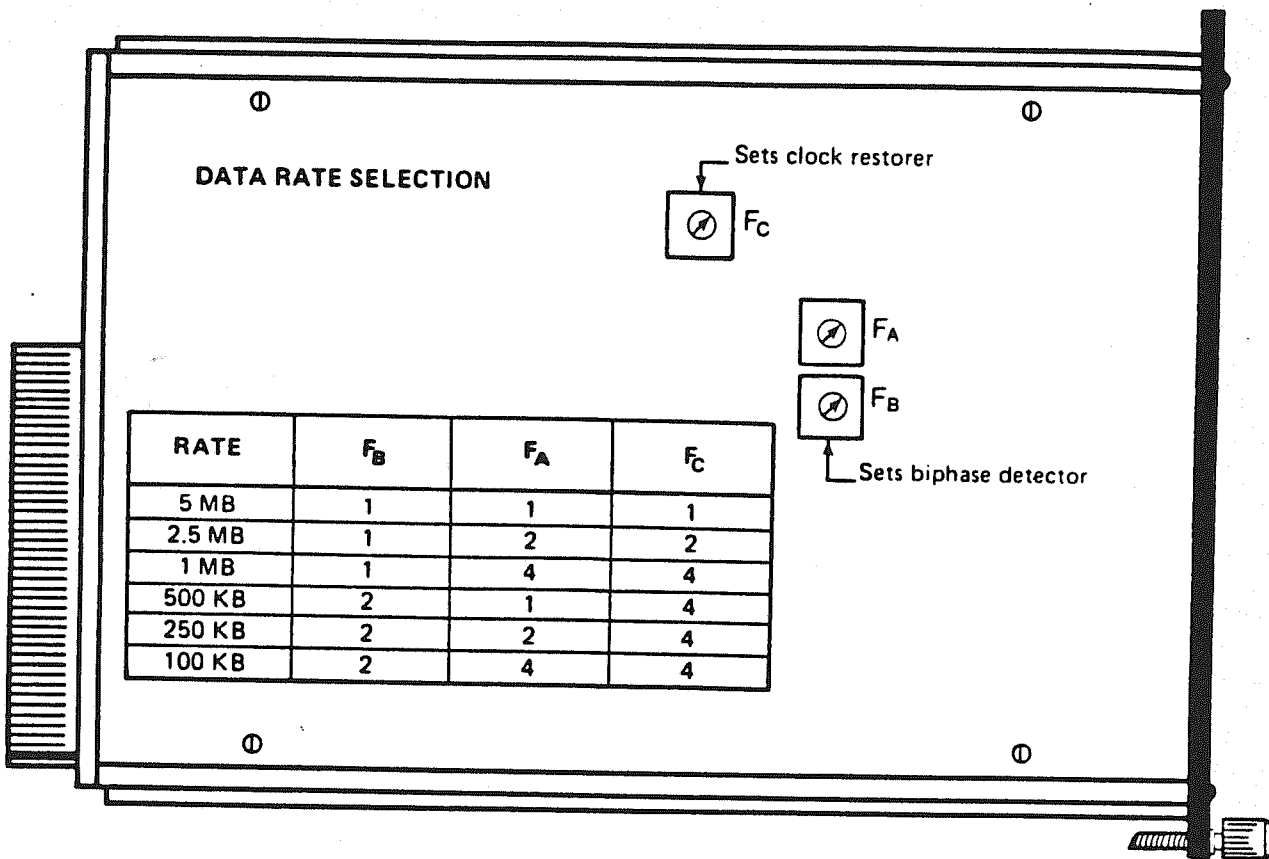 Sets clock restorer
DATA RATE SELECTION
FC
FA
FB
Sets biphase detector
RATE FB FA FC
5 MB 1 1 1
2.5 MB 1 2 2
1 MB 1 4 4
500 KB 2 1 4
250 KB 2 2 4
100 KB 2 4 4